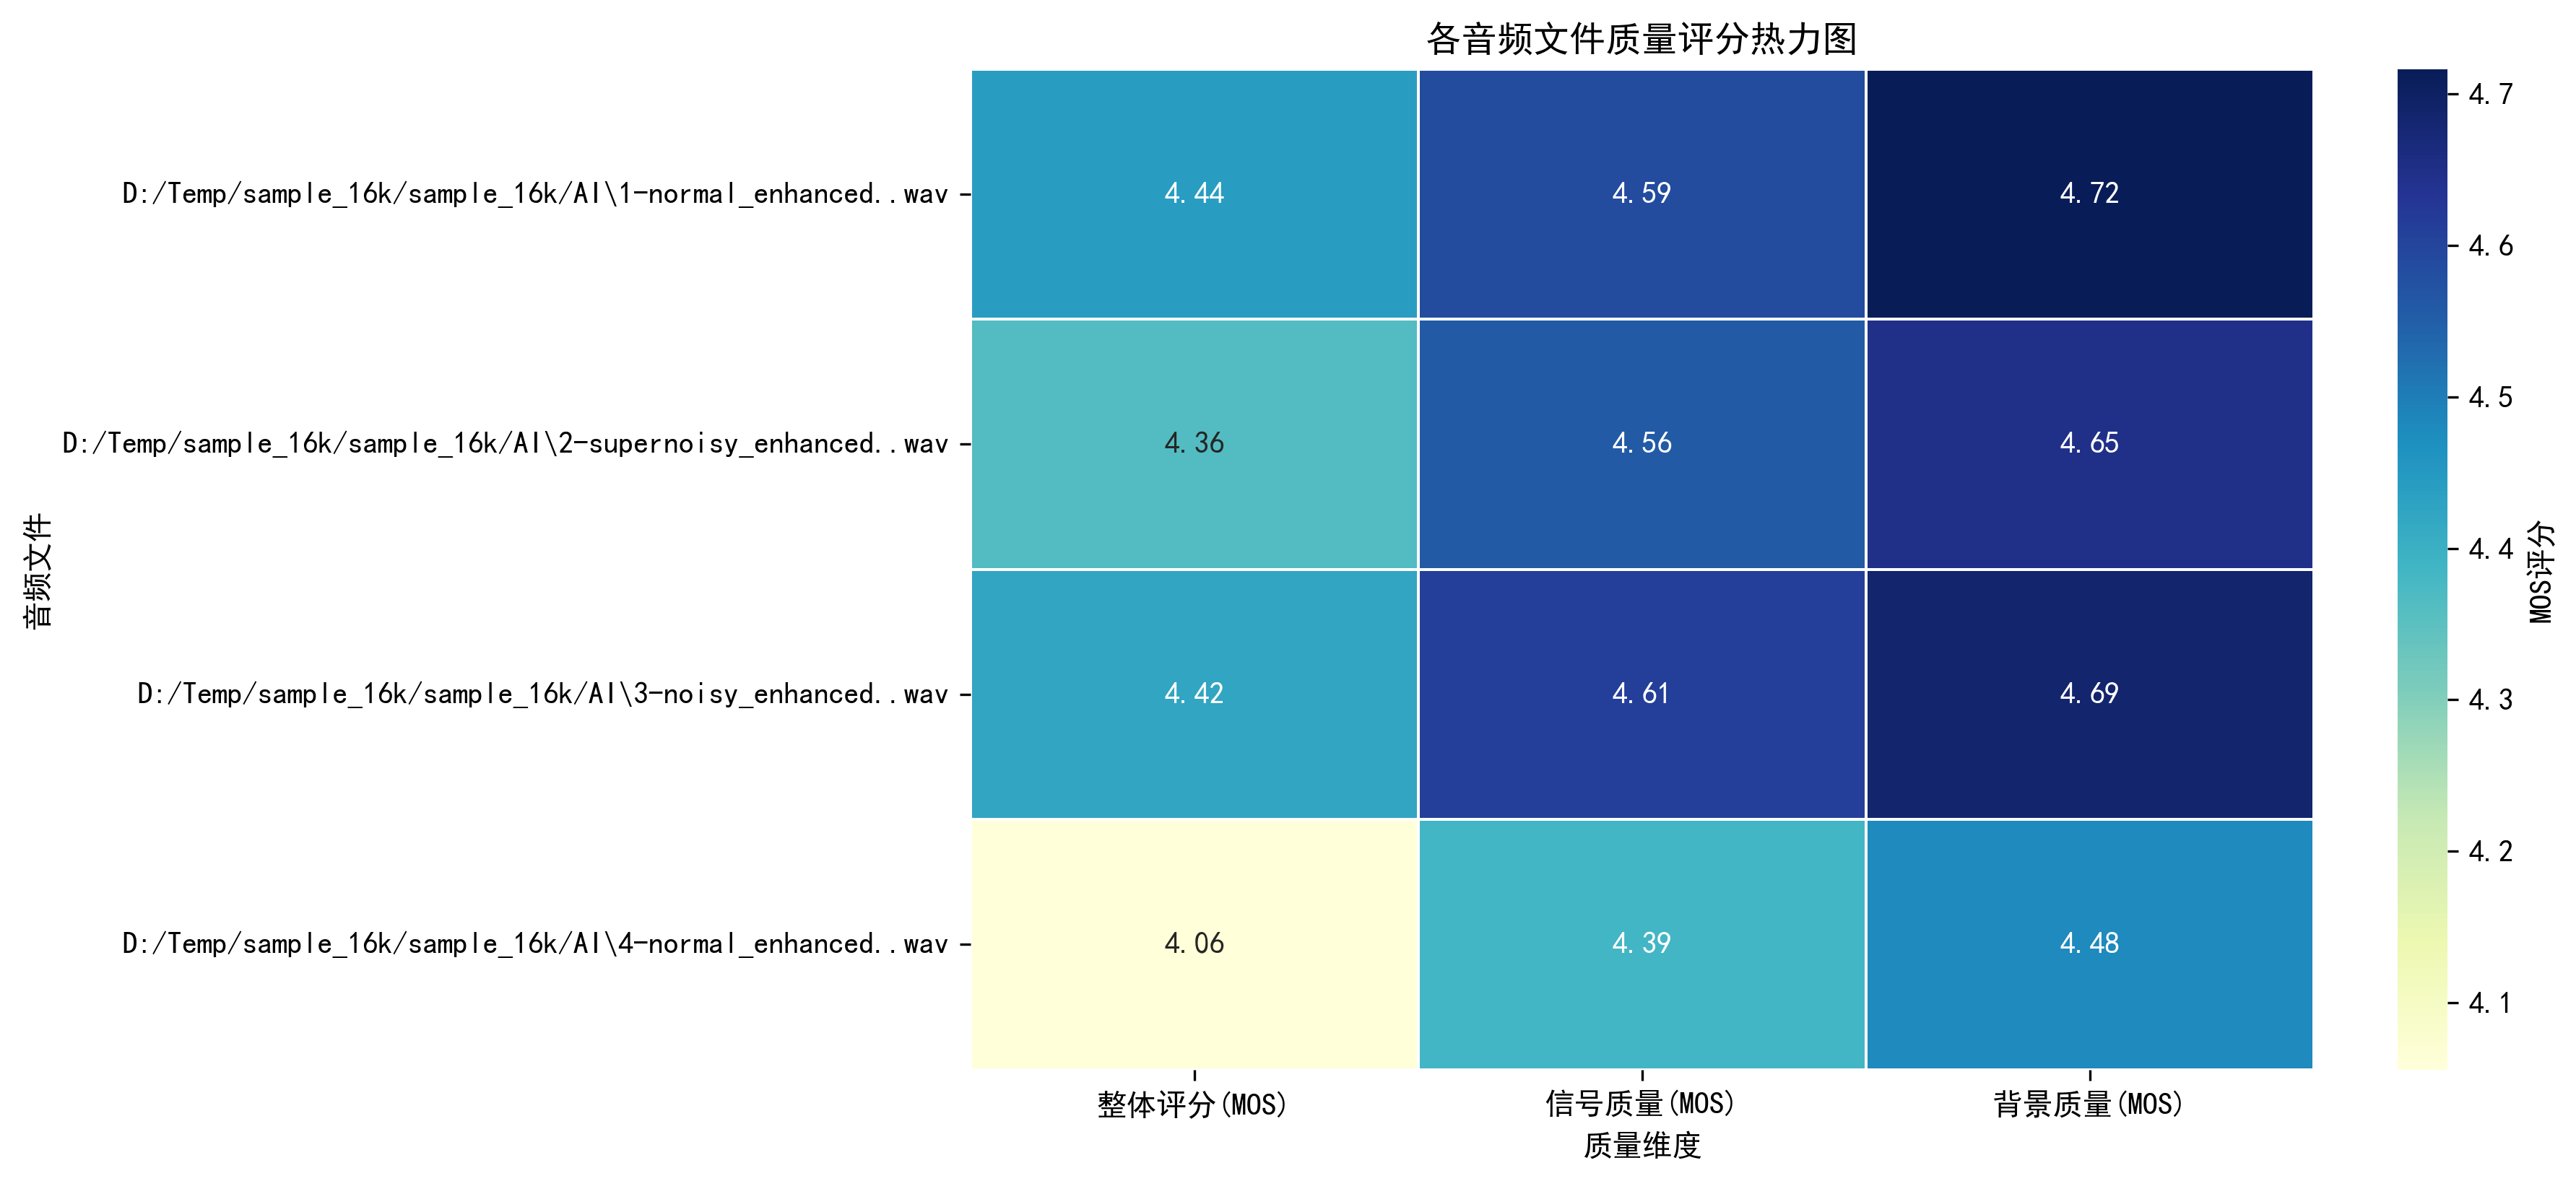 各音频文件质量评分热力图
音频文件
D:/Temp/sample_16k/sample_16k/AI\1-normal_enhanced..wav
4.44
4.59
4.72
D:/Temp/sample_16k/sample_16k/AI\2-supernoisy_enhanced..wav
4.36
4.56
4.65
D:/Temp/sample_16k/sample_16k/AI\3-noisy_enhanced..wav
4.42
4.61
4.69
D:/Temp/sample_16k/sample_16k/AI\4-normal_enhanced..wav
4.06
4.39
4.48
整体评分(MOS)
信号质量(MOS)
背景质量(MOS)
质量维度
4.7
4.6
4.5
4.4
4.3
4.2
4.1
MOS评分